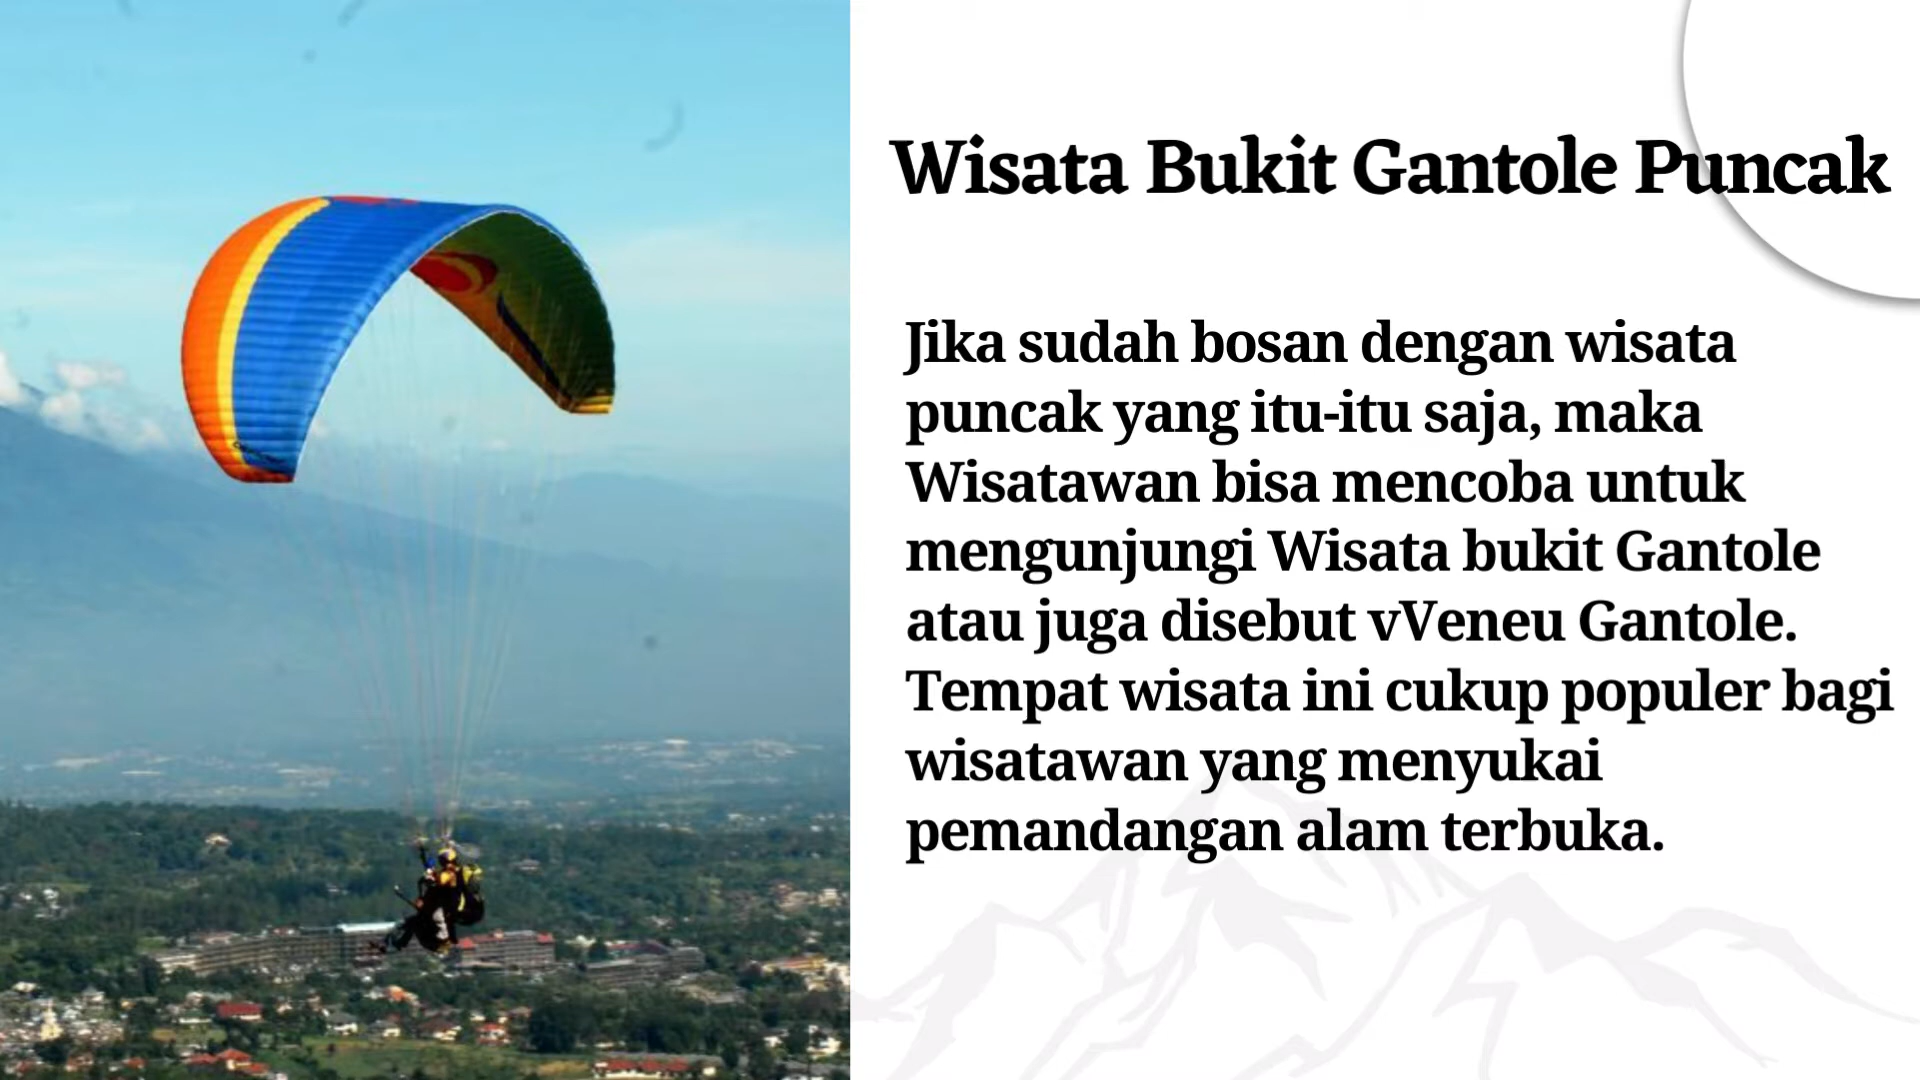 Wisata Bukit Gantole Puncak
Jika sudah bosan dengan wisata
puncak yang itu-itu saja, maka
Wisatawan bisa mencoba untuk
mengunjungi Wisata bukit Gantole
atau juga disebut vVeneu Gantole.
Tempat wisata ini cukup populer bagi
wisatawan yang menyukai
pemandangan alam terbuka.